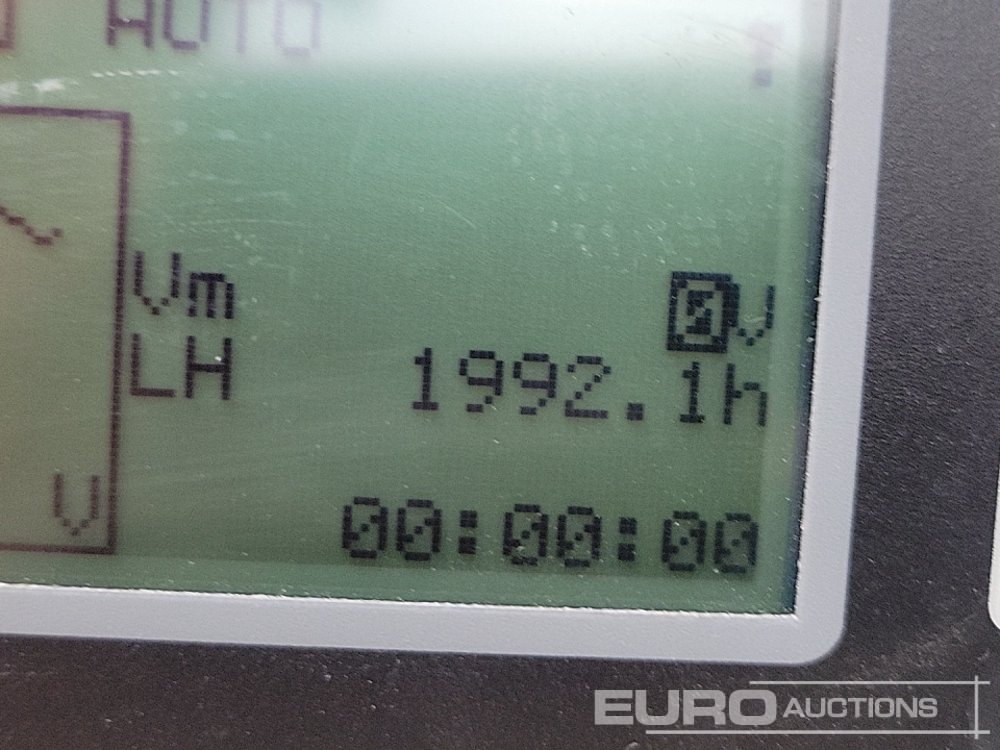 AUTO
Vm 0V
LH 1992.1h
V
00:00:00
EURO AUCTIONS